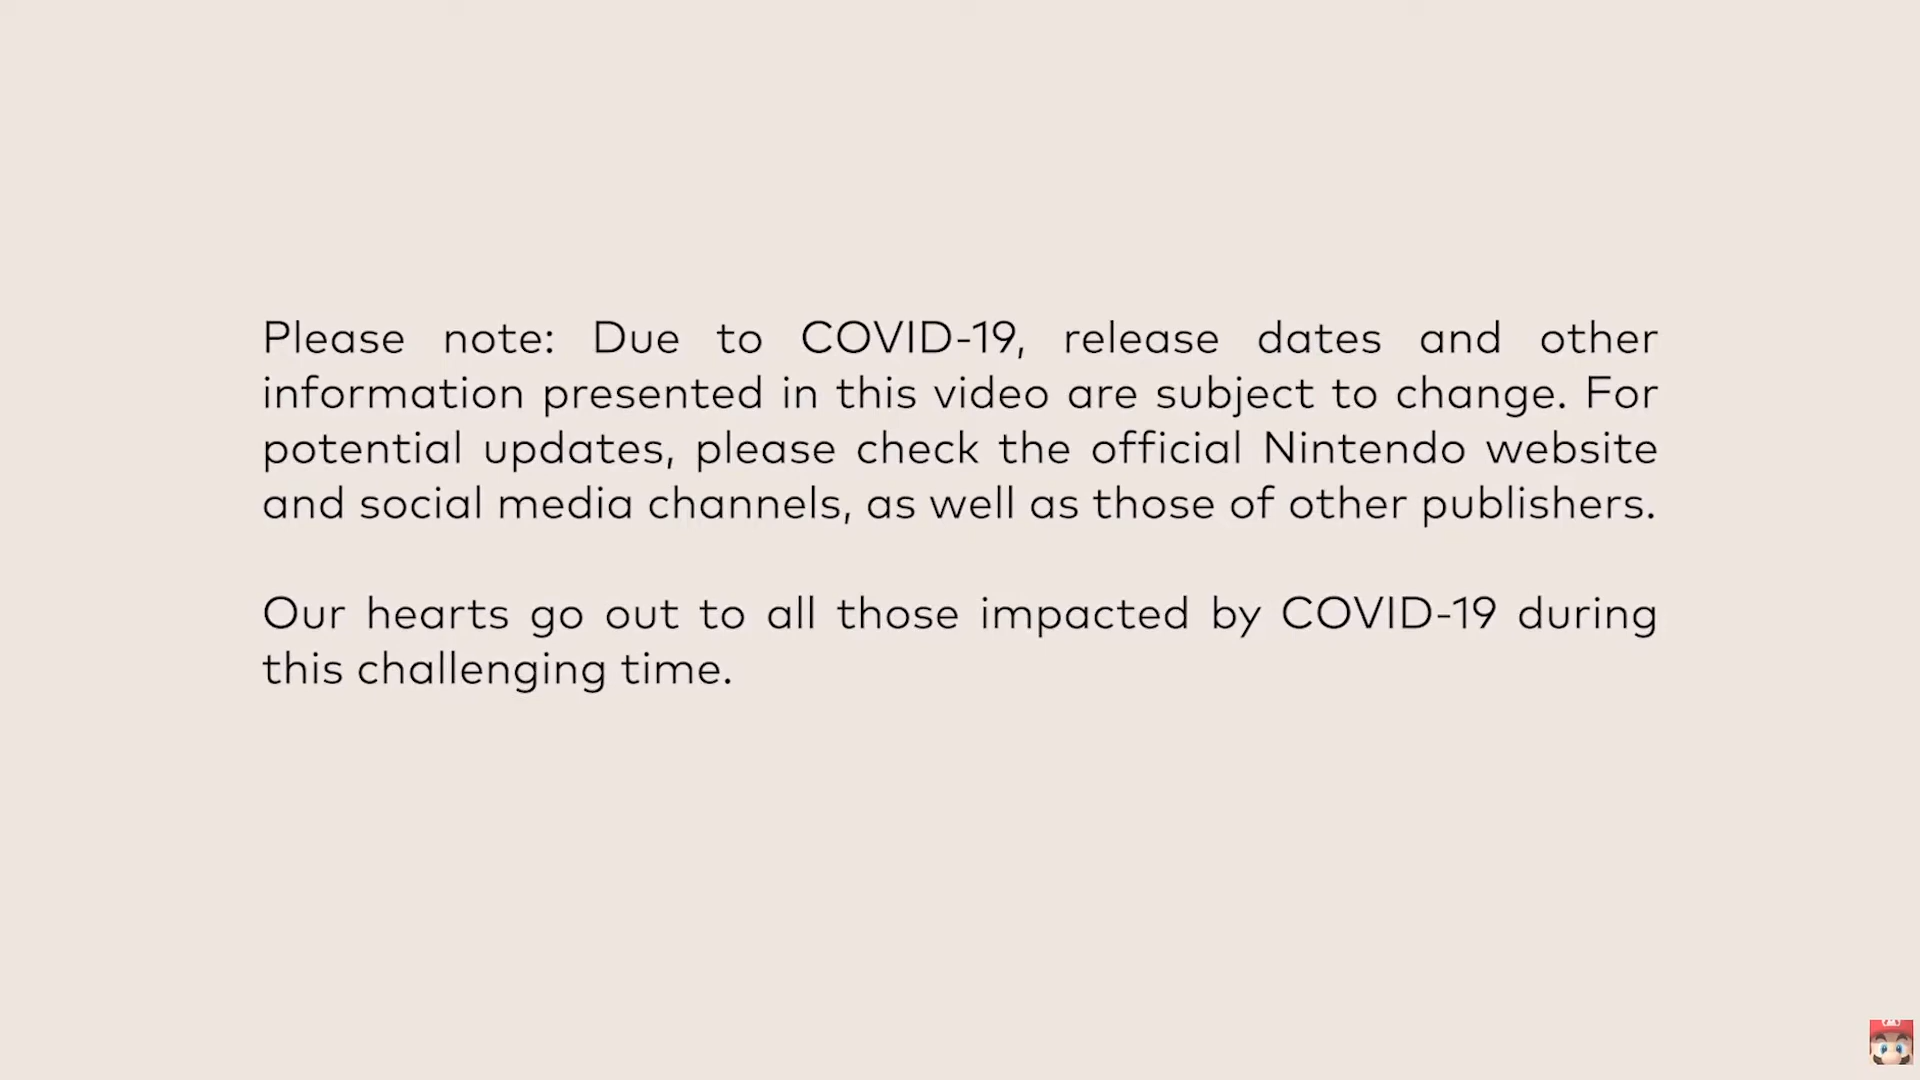 Please note: Due to COVID-19, release dates and other
information presented in this video are subject to change. For
potential updates, please check the official Nintendo website
and social media channels, as well as those of other publishers.
Our hearts go out to all those impacted by COVID-19 during
this challenging time.